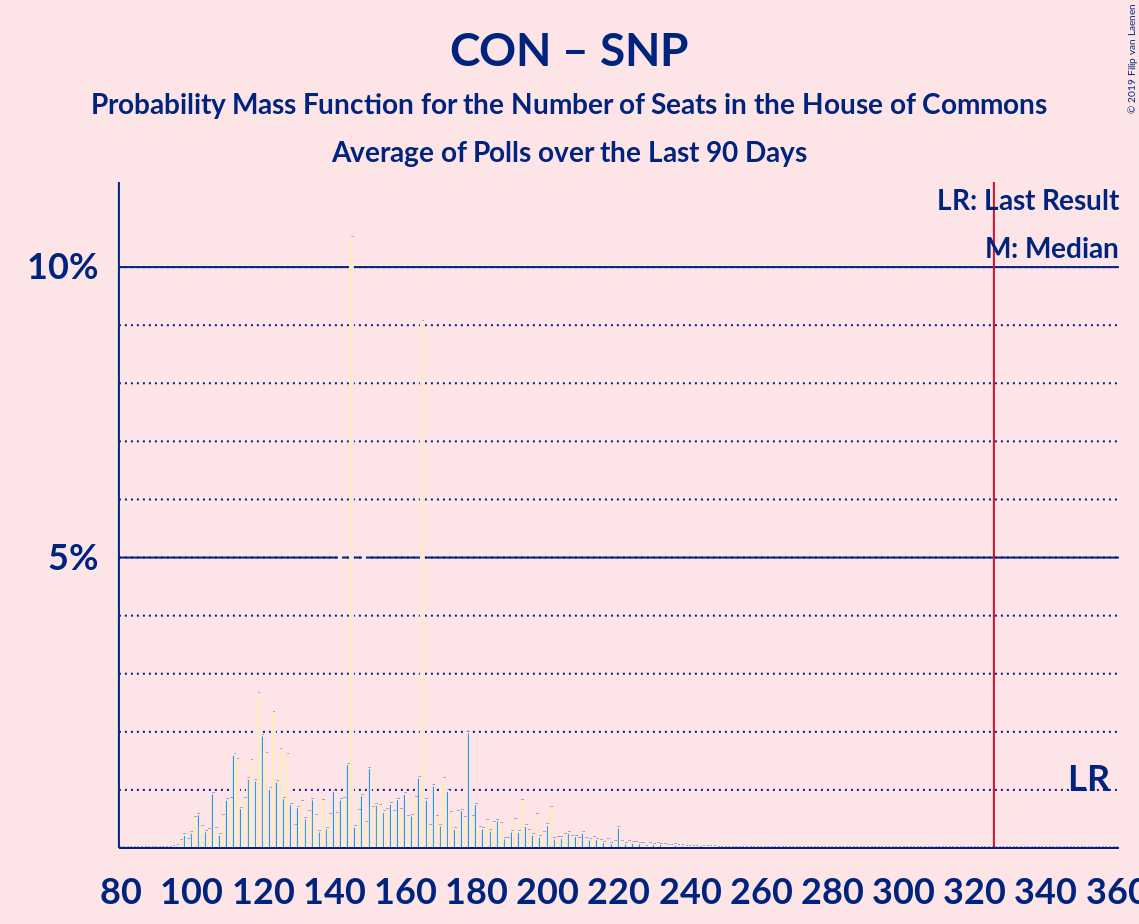 © 2019 Filip van Laenen
CON – SNP
Probability Mass Function for the Number of Seats in the House of Commons
Average of Polls over the Last 90 Days
LR: Last Result
M: Median
10%
5%
LR
80 100 120 140 160 180 200 220 240 260 280 300 320 340 360